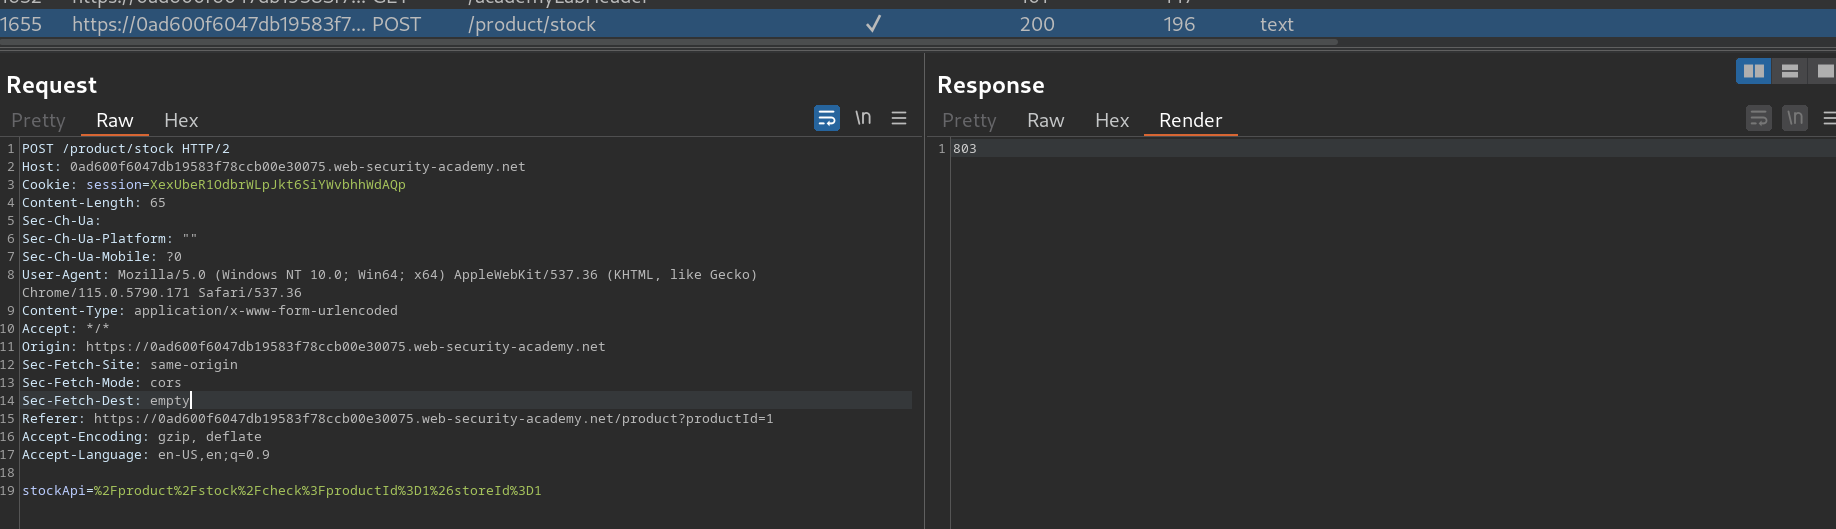 1655 https://0ad600f6047db19583f7... POST /product/stock ✓ 200 196 text
Request
Pretty Raw Hex
\n
1 POST /product/stock HTTP/2
2 Host: 0ad600f6047db19583f78ccb00e30075.web-security-academy.net
3 Cookie: session=XexUbeR1OdbrWLpJkt6SiYWvbhhWdAQp
4 Content-Length: 65
5 Sec-Ch-Ua:
6 Sec-Ch-Ua-Platform: ""
7 Sec-Ch-Ua-Mobile: ?0
8 User-Agent: Mozilla/5.0 (Windows NT 10.0; Win64; x64) AppleWebKit/537.36 (KHTML, like Gecko)
Chrome/115.0.5790.171 Safari/537.36
9 Content-Type: application/x-www-form-urlencoded
10 Accept: */*
11 Origin: https://0ad600f6047db19583f78ccb00e30075.web-security-academy.net
12 Sec-Fetch-Site: same-origin
13 Sec-Fetch-Mode: cors
14 Sec-Fetch-Dest: empty
15 Referer: https://0ad600f6047db19583f78ccb00e30075.web-security-academy.net/product?productId=1
16 Accept-Encoding: gzip, deflate
17 Accept-Language: en-US,en;q=0.9
18
19 stockApi=%2Fproduct%2Fstock%2Fcheck%3FproductId%3D1%26storeId%3D1
Response
Pretty Raw Hex Render
\n
1 803